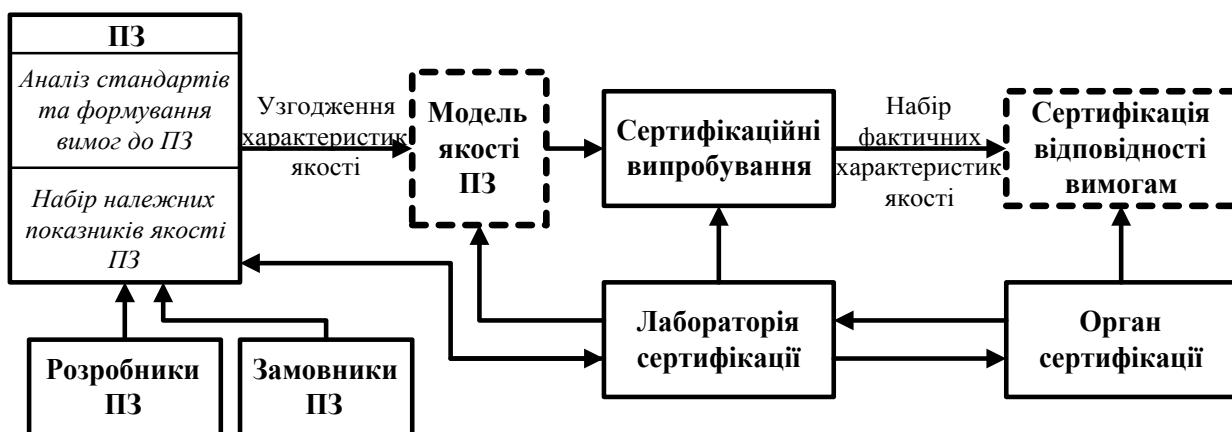 ПЗ
Аналіз стандартів
та формування
вимог до ПЗ
Набір належних
показників якості
ПЗ
Узгодження
характеристик
якості
Модель
якості
ПЗ
Сертифікаційні
випробування
Набір
фактичних
характеристик
якості
Сертифікація
відповідності
вимогам
Розробники
ПЗ
Замовники
ПЗ
Лабораторія
сертифікації
Орган
сертифікації